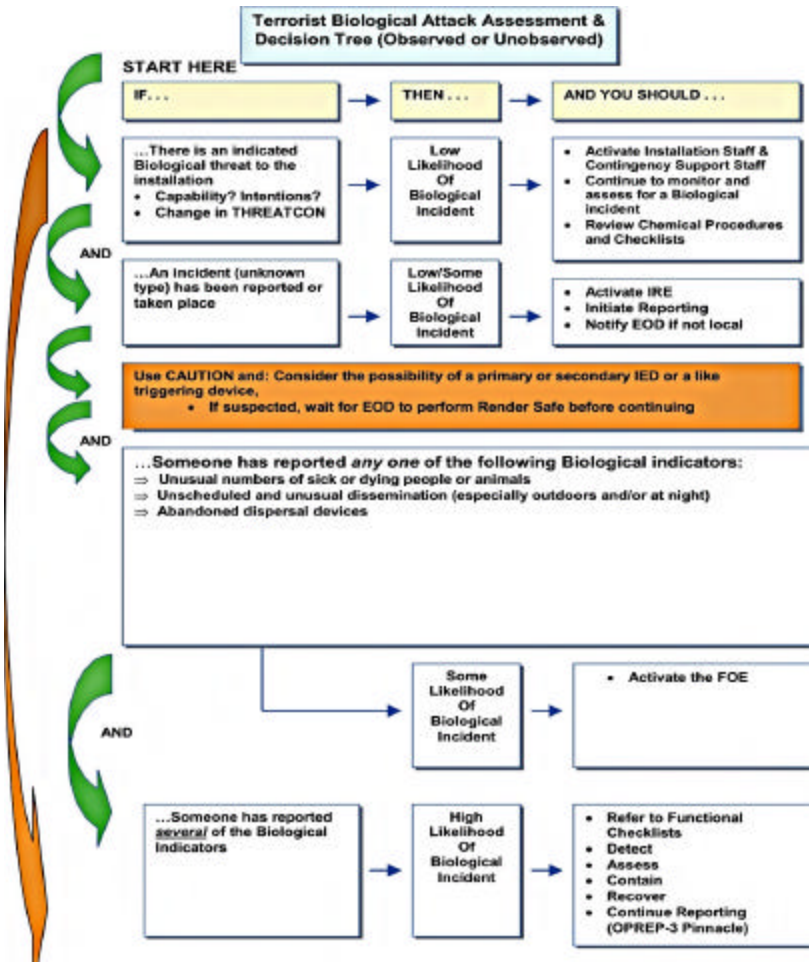 Terrorist Biological Attack Assessment &
Decision Tree (Observed or Unobserved)
START HERE
IF. . .
THEN . . .
AND YOU SHOULD . . .
…There is an indicated
Biological threat to the
installation
• Capability? Intentions?
• Change in THREATCON
Low
Likelihood
Of
Biological
Incident
• Activate Installation Staff &
Contingency Support Staff
• Continue to monitor and
assess for a Biological
incident
• Review Chemical Procedures
and Checklists
AND
…An Incident (unknown
type) has been reported or
taken place
Low/Some
Likelihood
Of
Biological
Incident
• Activate IRE
• Initiate Reporting
• Notify EOD if not local
Use CAUTION and: Consider the possibility of a primary or secondary IED or a like
triggering device,
• If suspected, wait for EOD to perform Render Safe before continuing
AND
…Someone has reported any one of the following Biological indicators:
⇒ Unusual numbers of sick or dying people or animals
⇒ Unscheduled and unusual dissemination (especially outdoors and/or at night)
⇒ Abandoned dispersal devices
Some
Likelihood
Of
Biological
Incident
• Activate the FOE
AND
…Someone has reported
several of the Biological
Indicators
High
Likelihood
Of
Biological
Incident
• Refer to Functional
Checklists
• Detect
• Assess
• Contain
• Recover
• Continue Reporting
(OPREP-3 Pinnacle)